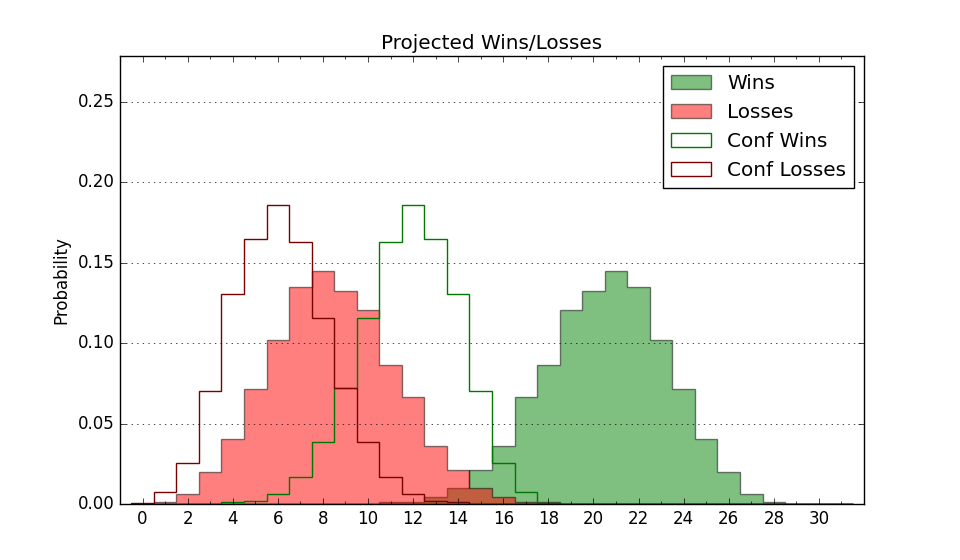 Projected Wins/Losses
Wins
Losses
Conf Wins
Conf Losses
Probability
0.25
0.20
0.15
0.10
0.05
0.00
0 2 4 6 8 10 12 14 16 18 20 22 24 26 28 30